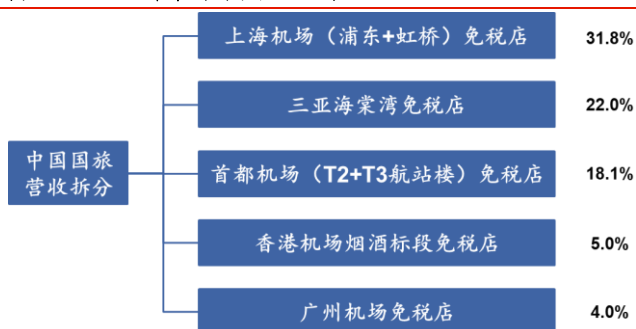 上海机场（浦东+虹桥）免税店 31.8%
三亚海棠湾免税店 22.0%
中国国旅
营收拆分
首都机场（T2+T3航站楼）免税店 18.1%
香港机场烟酒标段免税店 5.0%
广州机场免税店 4.0%